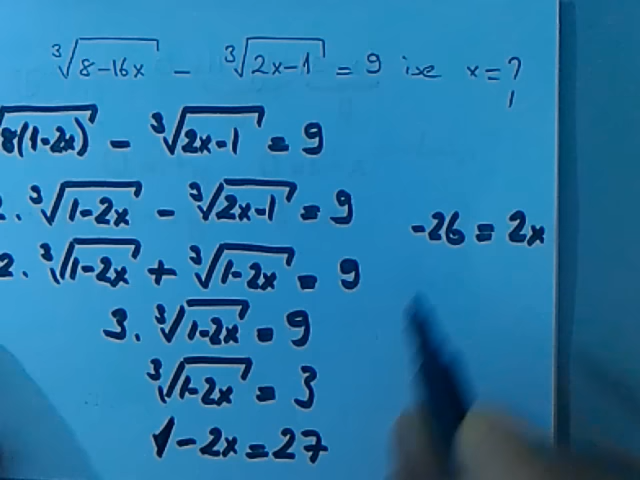 ∛8-16x - ∛2x-1 = 9 ise x=?
8(1-2x) - ∛2x-1 = 9
2. ∛1-2x - ∛2x-1 = 9
2. ∛1-2x + ∛1-2x = 9
3. ∛1-2x = 9
∛1-2x = 3
1-2x=27
-26 = 2x